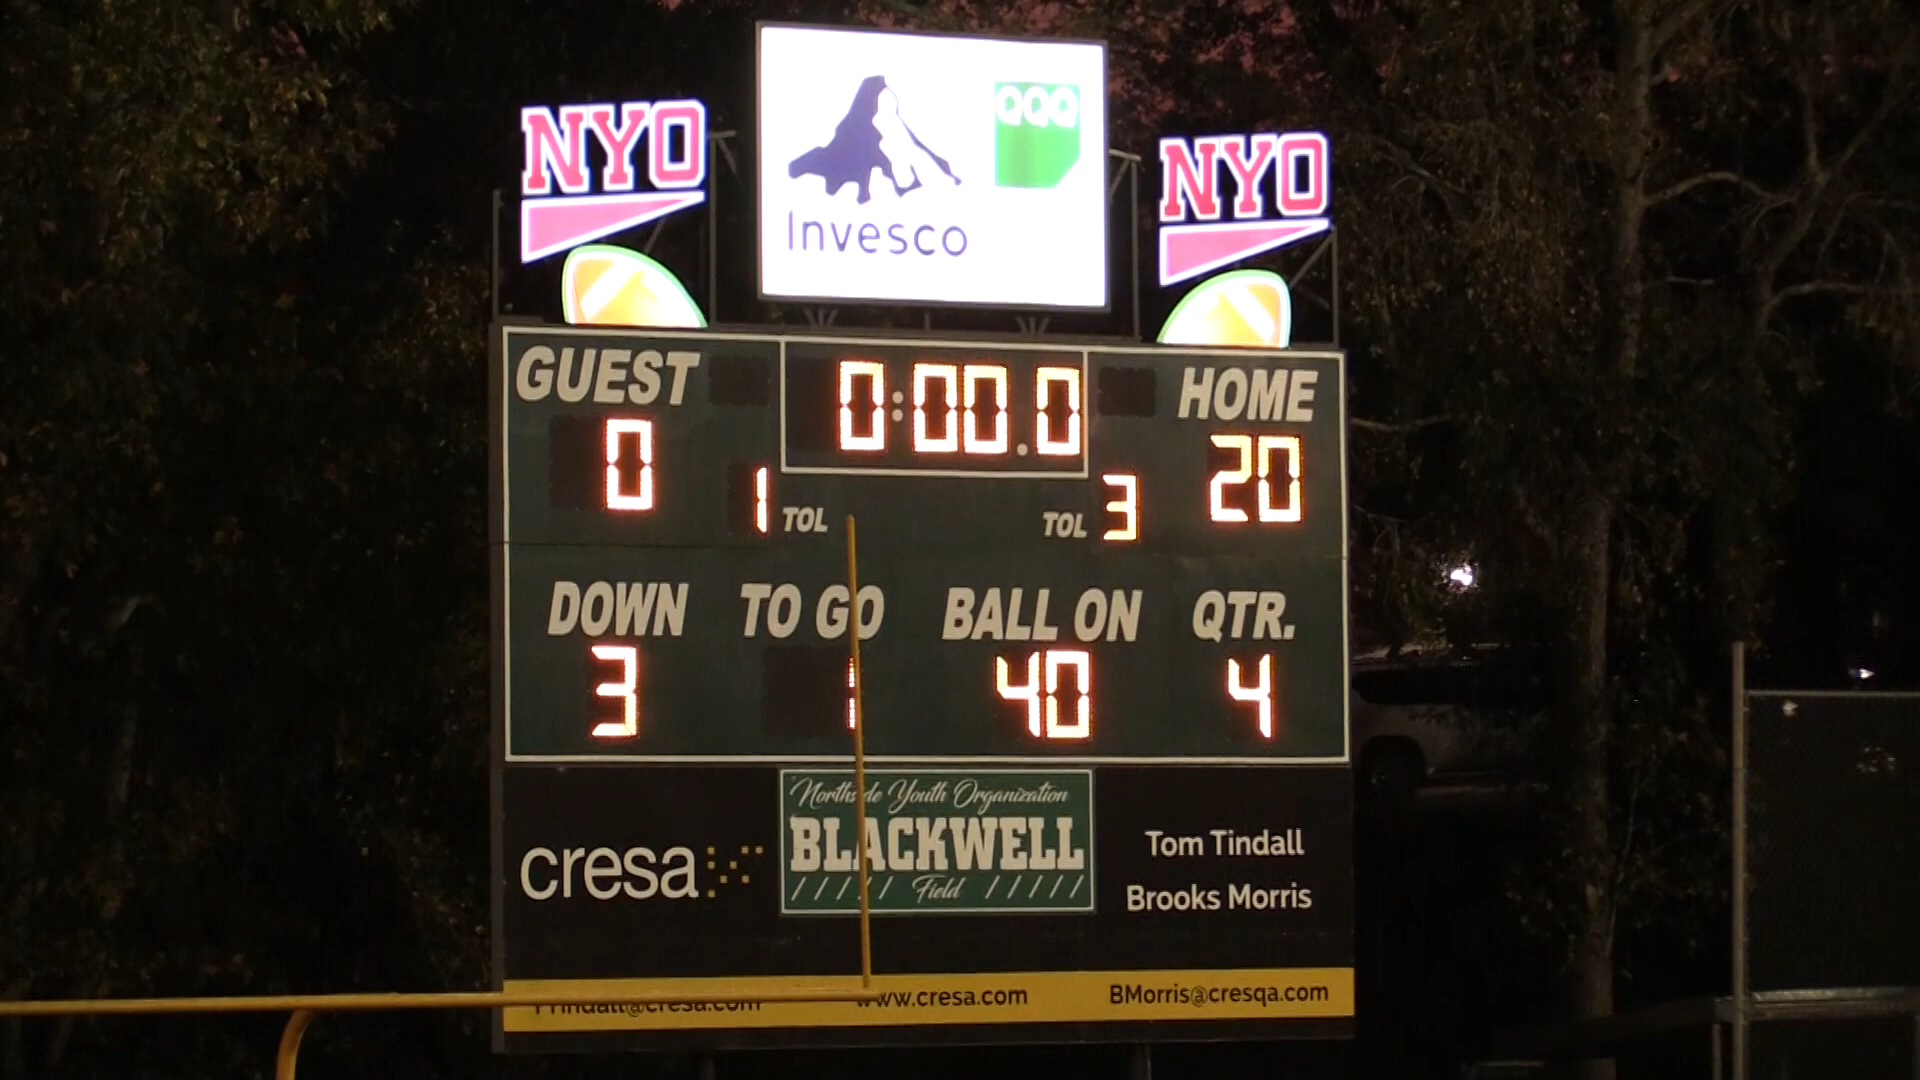 NYO
Invesco QQQ
NYO
GUEST 0:00.0 HOME
0 1 TOL TOL 3 20
DOWN TO GO BALL ON QTR.
3 1 40 4
cresa
Northside Youth Organization
BLACKWELL
Field
Tom Tindall
Brooks Morris
www.cresa.com BMorris@cresqa.com